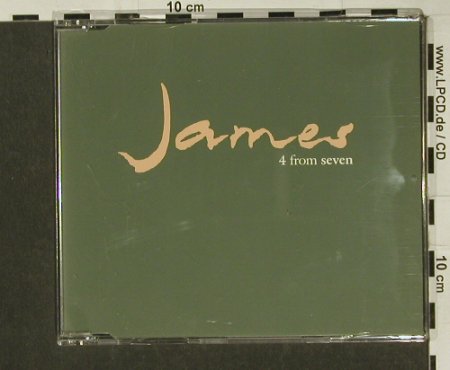 10 cm
James
4 from seven
www.LPCD.de / CD
10 cm